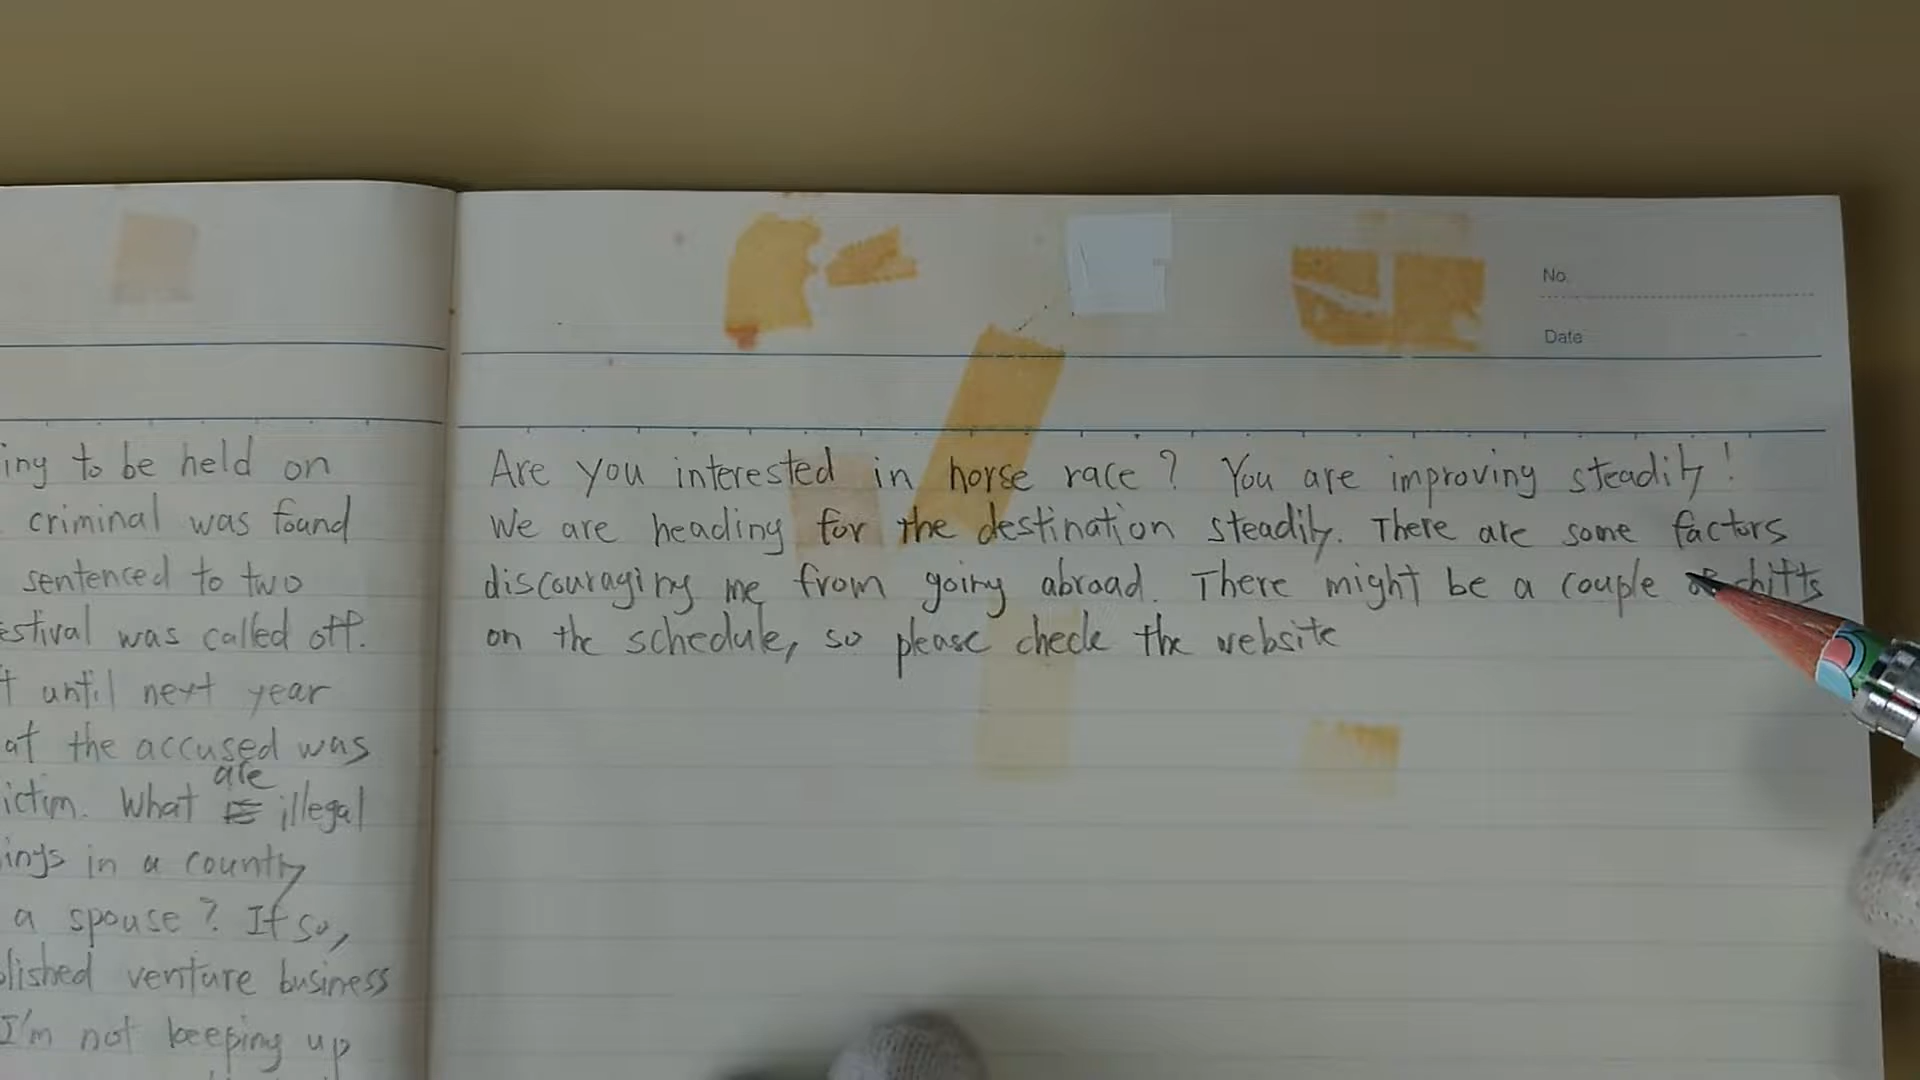 ing to be held on
criminal was found
sentenced to two
estival was called off.
until next year
at the accused was
are
ictim. What illegal
ings in a country
a spouse? If so,
lished venture business
I'm not keeping up
No.
Date
Are you interested in horse race? You are improving steadily!
We are heading for the destination steadily. There are some factors
discouraging me from going abroad. There might be a couple
on the schedule, so please check the website